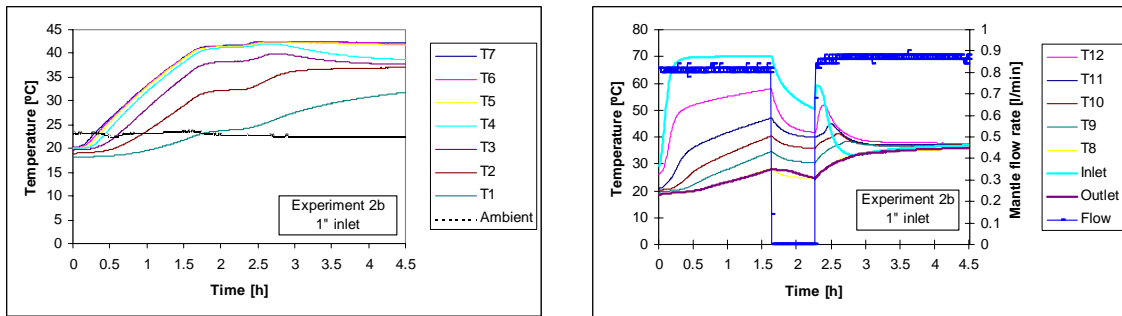 45
40
35
30
25
20
15
10
5
0
Temperature [ºC]
0 0.5 1 1.5 2 2.5 3 3.5 4 4.5
Time [h]
Experiment 2b
1" inlet
T7
T6
T5
T4
T3
T2
T1
Ambient
80
70
60
50
40
30
20
10
0
Temperature [ºC]
0 0.5 1 1.5 2 2.5 3 3.5 4 4.5
Time [h]
1
0.9
0.8
0.7
0.6
0.5
0.4
0.3
0.2
0.1
0
Mantle flow rate [l/min]
Experiment 2b
1" inlet
T12
T11
T10
T9
T8
Inlet
Outlet
Flow